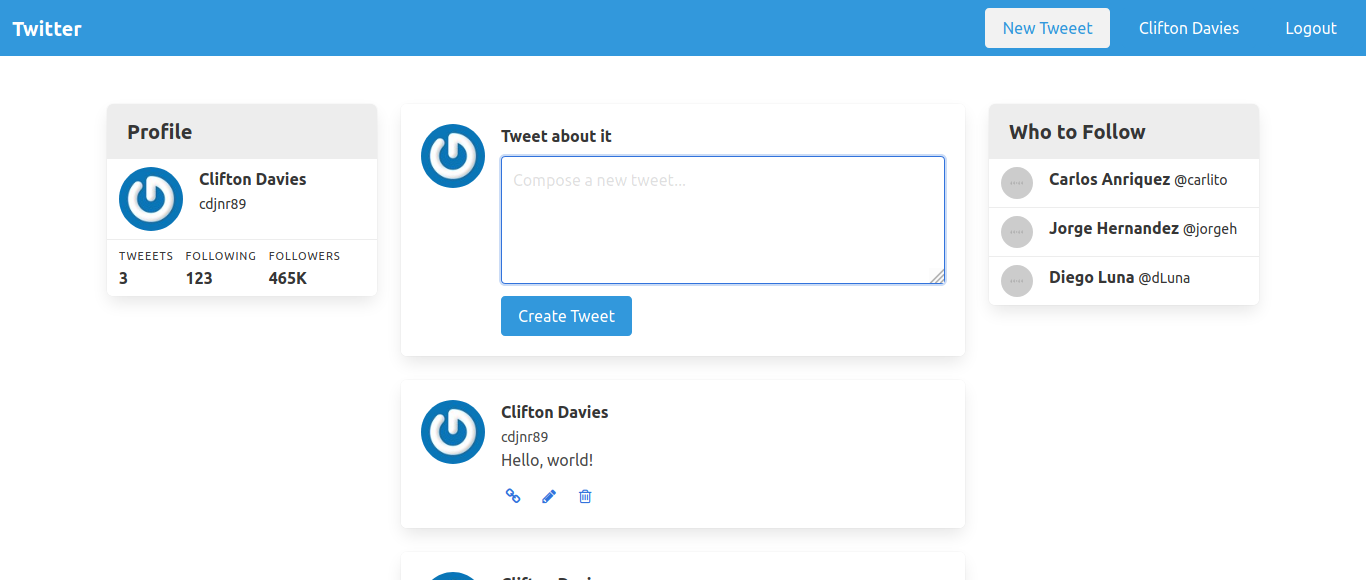 Twitter
New Tweeet
Clifton Davies
Logout
Profile
Clifton Davies
cdjnr89
TWEEETS FOLLOWING FOLLOWERS
3 123 465K
Tweet about it
Compose a new tweet...
Create Tweet
Clifton Davies
cdjnr89
Hello, world!
Who to Follow
Carlos Anriquez @carlito
Jorge Hernandez @jorgeh
Diego Luna @dLuna